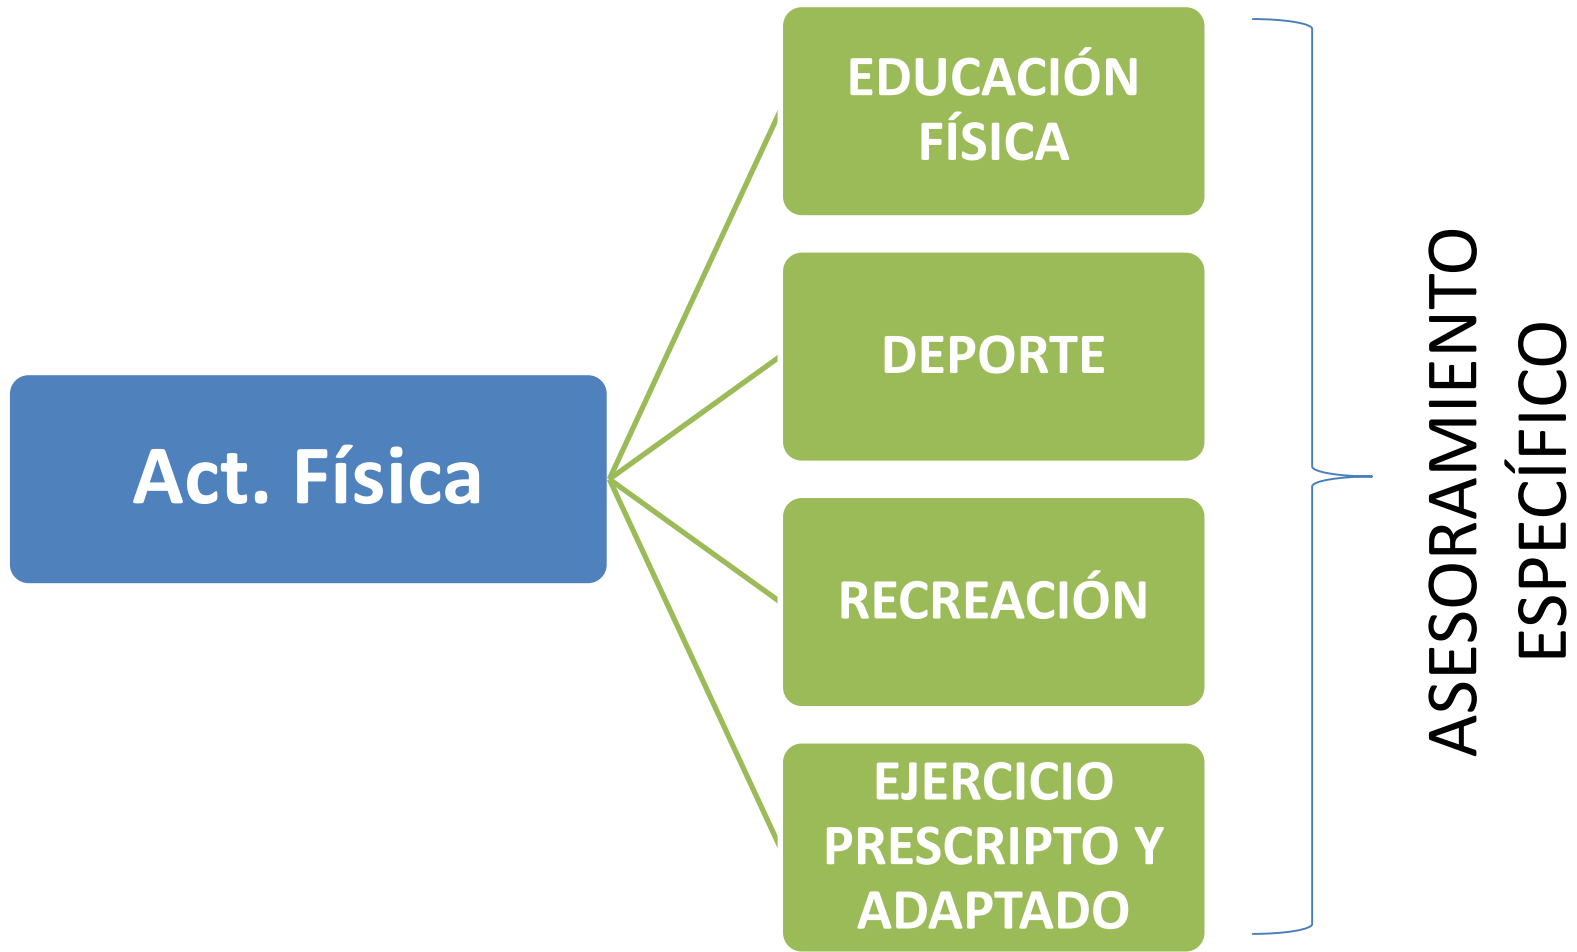 Act. Física
EDUCACIÓN
FÍSICA
DEPORTE
RECREACIÓN
EJERCICIO
PRESCRIPTO Y
ADAPTADO
ASESORAMIENTO
ESPECÍFICO